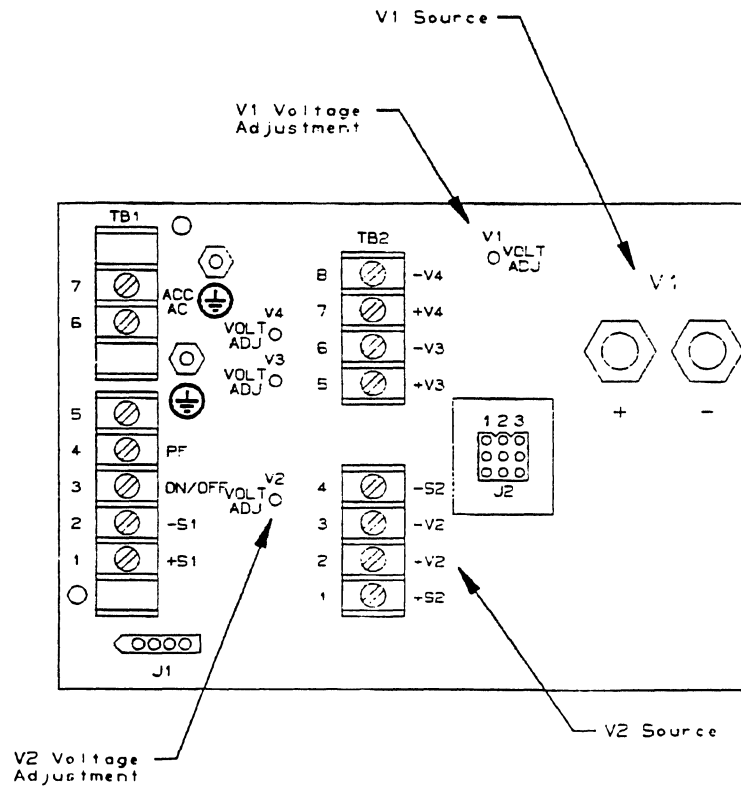 V1 Source
V1 Voltage
Adjustment
TB1
7
6
ACC
AC
V4
VOLT
ADJ
V3
VOLT
ADJ
5
4
PF
3
ON/OFF
2
-S1
1
+S1
V2
VOLT
ADJ
J1
TB2
8
-V4
7
+V4
6
-V3
5
+V3
4
-S2
3
-V2
2
+V2
1
+S2
V1
VOLT
ADJ
V1
+
-
1 2 3
J2
V2 Source
V2 Voltage
Adjustment